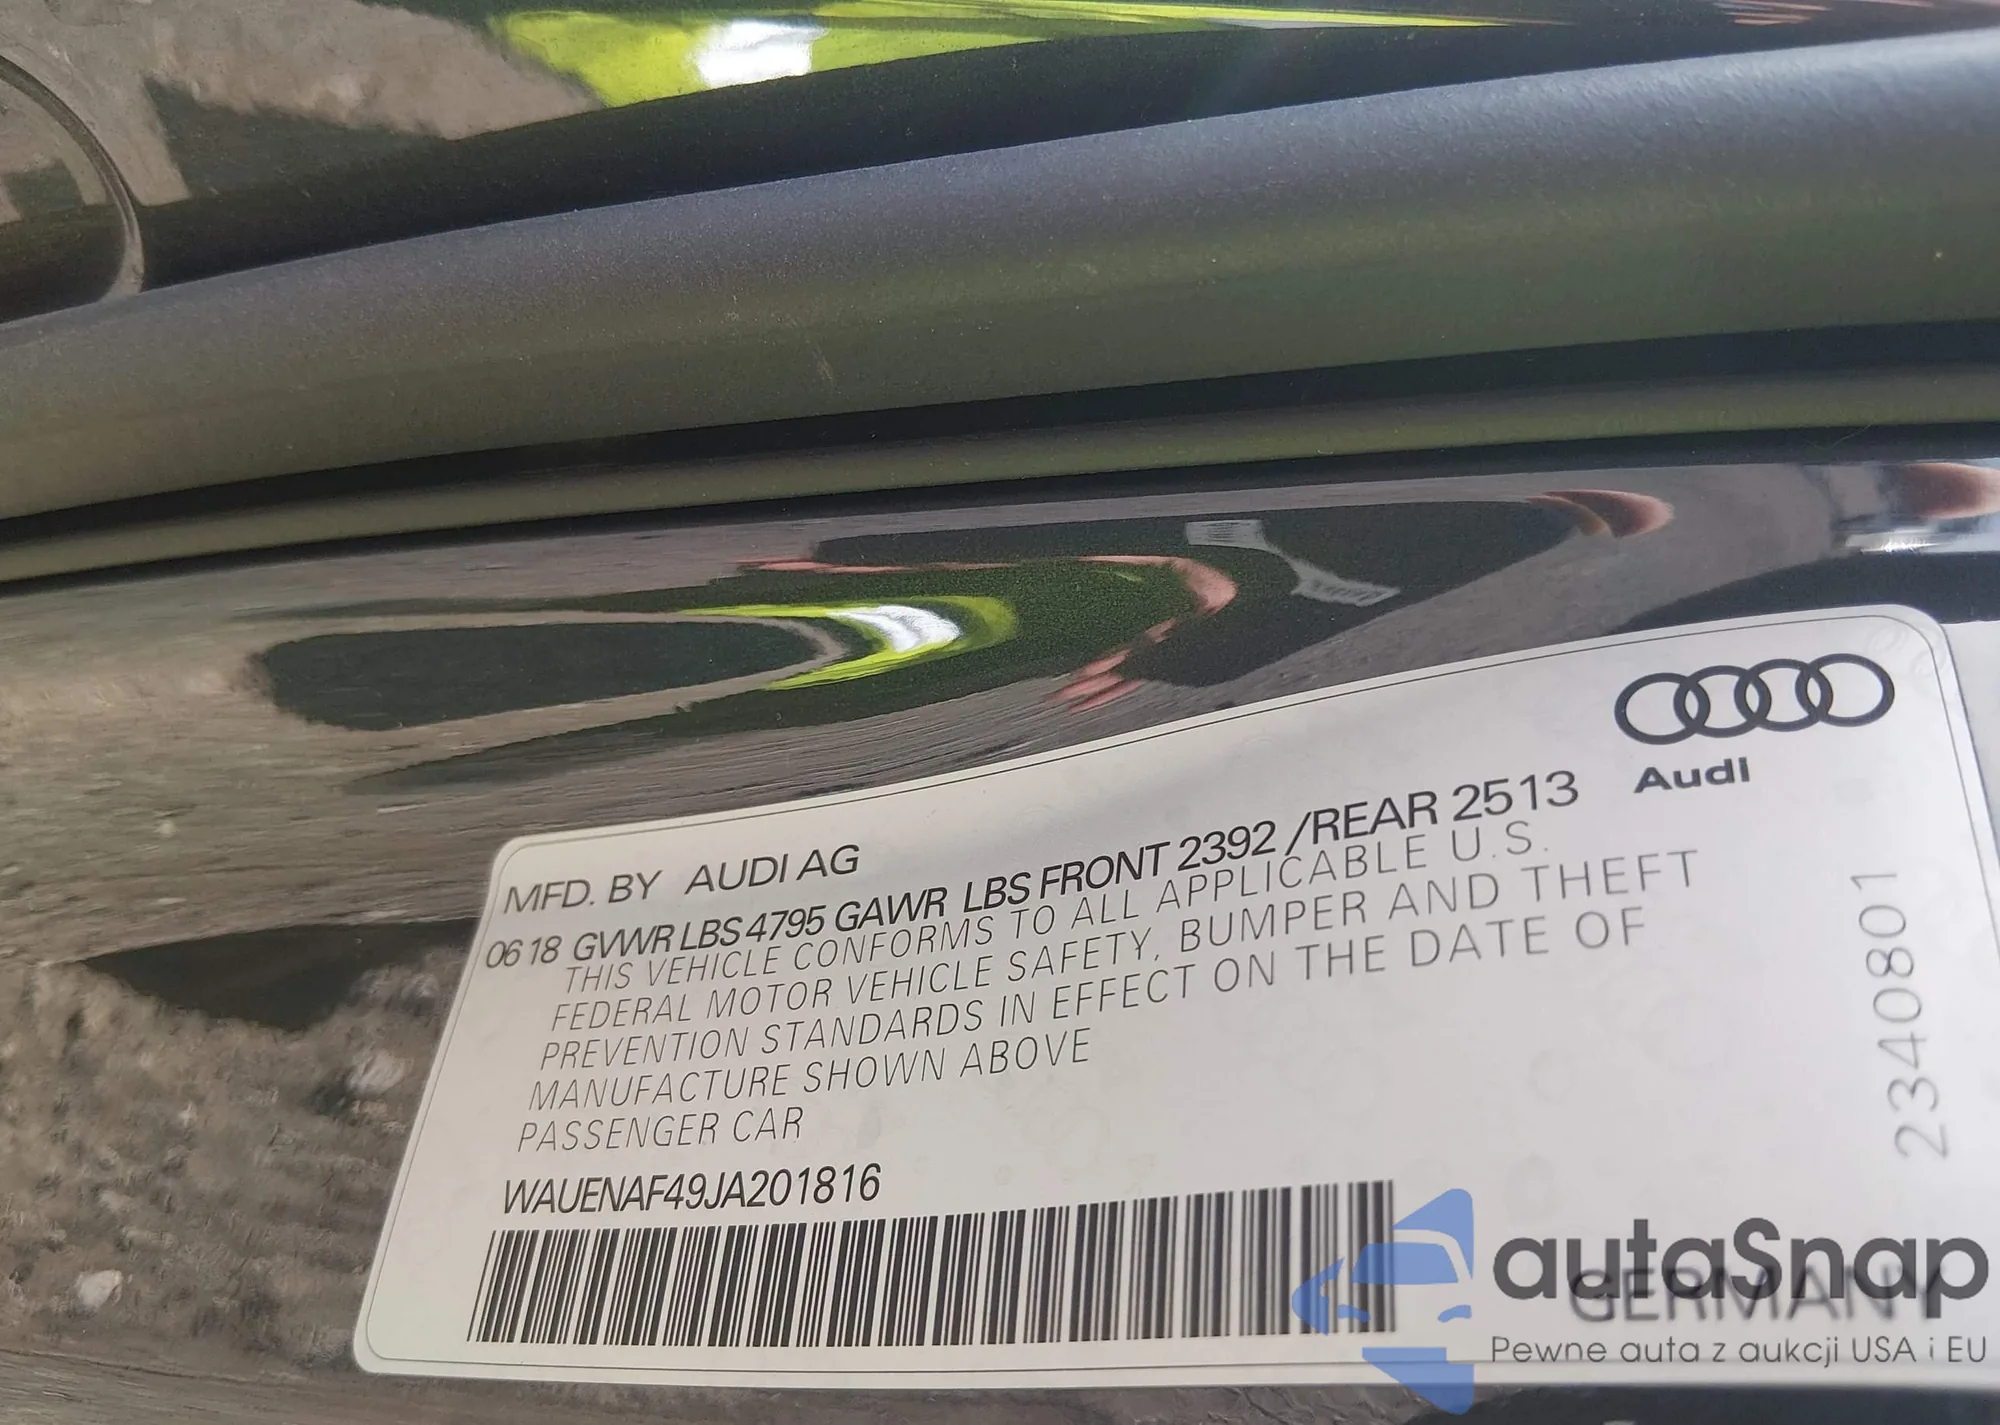 Audi
MFD. BY AUDI AG
06 18 GVWR LBS 4795 GAWR LBS FRONT 2392 /REAR 2513
THIS VEHICLE CONFORMS TO ALL APPLICABLE U.S.
FEDERAL MOTOR VEHICLE SAFETY, BUMPER AND THEFT
PREVENTION STANDARDS IN EFFECT ON THE DATE OF
MANUFACTURE SHOWN ABOVE
PASSENGER CAR
WAUENAF49JA201816
2340801
GERMANY
autaSnap
Pewne auta z aukcji USA i EU